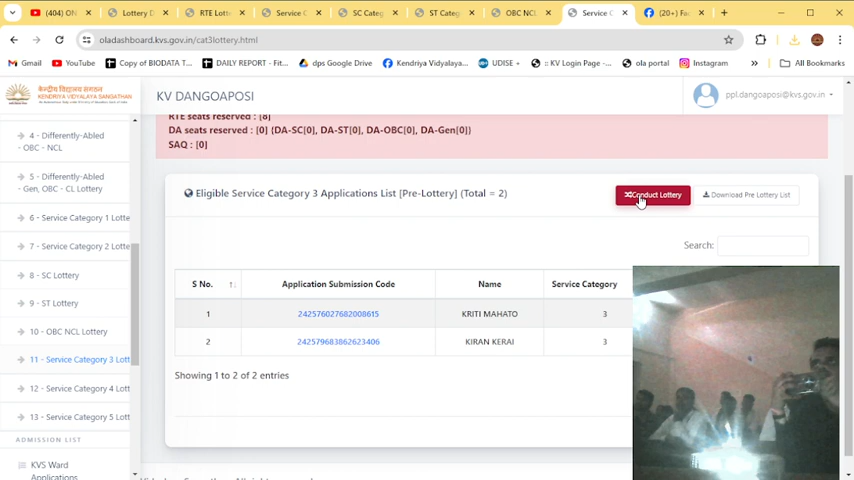 (404) ON
Lottery D
RTE Lott
Service C
SC Categ
ST Categ
OBC NCL
Service C
(20+) Fa
oladashboard.kvs.gov.in/cat3lottery.html
Gmail
YouTube
Copy of BIODATA T...
DAILY REPORT - Fit...
dps Google Drive
Kendriya Vidyalaya...
UDISE +
:: KV Login Page -...
ola portal
Instagram
All Bookmarks
केन्द्रीय विद्यालय संगठन
KENDRIYA VIDYALAYA SANGATHAN
KV DANGOAPOSI
ppl.dangoaposi@kvs.gov.in
4 - Differently-Abled
- OBC - NCL
5 - Differently-Abled
- Gen, OBC - CL Lottery
6 - Service Category 1 Lotte
7 - Service Category 2 Lotte
8 - SC Lottery
9 - ST Lottery
10 - OBC NCL Lottery
11 - Service Category 3 Lott
12 - Service Category 4 Lott
13 - Service Category 5 Lott
ADMISSION LIST
KVS Ward
Applications
RTE seats reserved : [8]
DA seats reserved : [0] (DA-SC[0], DA-ST[0], DA-OBC[0], DA-Gen[0])
SAQ : [0]
Eligible Service Category 3 Applications List [Pre-Lottery] (Total = 2)
Conduct Lottery
Download Pre Lottery List
Search:
S No. Application Submission Code Name Service Category
1 242576027682008615 KRITI MAHATO 3
2 242579683862623406 KIRAN KERAI 3
Showing 1 to 2 of 2 entries